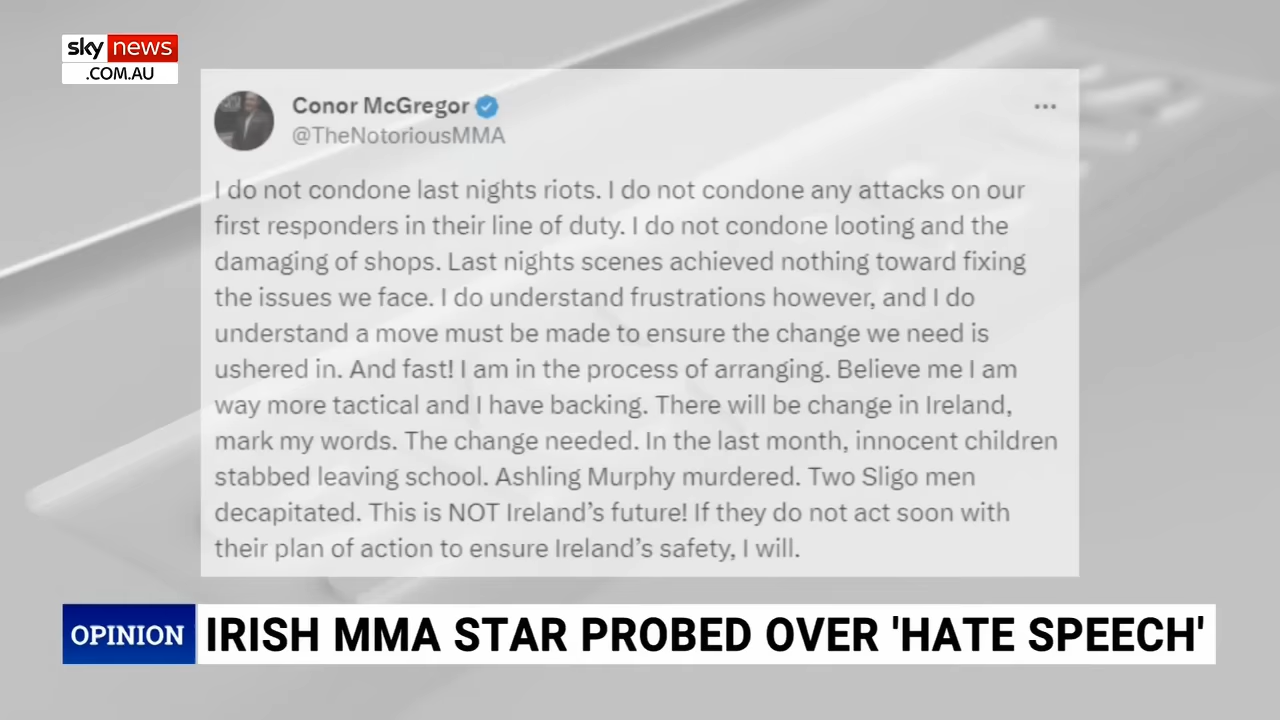 sky news
.COM.AU
Conor McGregor
@TheNotoriousMMA
I do not condone last nights riots. I do not condone any attacks on our
first responders in their line of duty. I do not condone looting and the
damaging of shops. Last nights scenes achieved nothing toward fixing
the issues we face. I do understand frustrations however, and I do
understand a move must be made to ensure the change we need is
ushered in. And fast! I am in the process of arranging. Believe me I am
way more tactical and I have backing. There will be change in Ireland,
mark my words. The change needed. In the last month, innocent children
stabbed leaving school. Ashling Murphy murdered. Two Sligo men
decapitated. This is NOT Ireland’s future! If they do not act soon with
their plan of action to ensure Ireland’s safety, I will.
OPINION IRISH MMA STAR PROBED OVER 'HATE SPEECH'